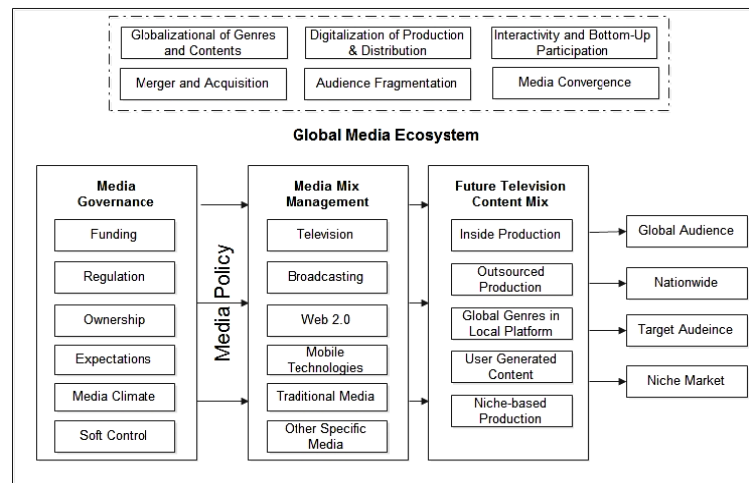 Globalizational of Genres
and Contents
Digitalization of Production
& Distribution
Interactivity and Bottom-Up
Participation
Merger and Acquisition
Audience Fragmentation
Media Convergence
Global Media Ecosystem
Media
Governance
Funding
Regulation
Ownership
Expectations
Media Climate
Soft Control
Media Policy
Media Mix
Management
Television
Broadcasting
Web 2.0
Mobile
Technologies
Traditional Media
Other Specific
Media
Future Television
Content Mix
Inside Production
Outsourced
Production
Global Genres in
Local Platform
User Generated
Content
Niche-based
Production
Global Audience
Nationwide
Target Audeince
Niche Market